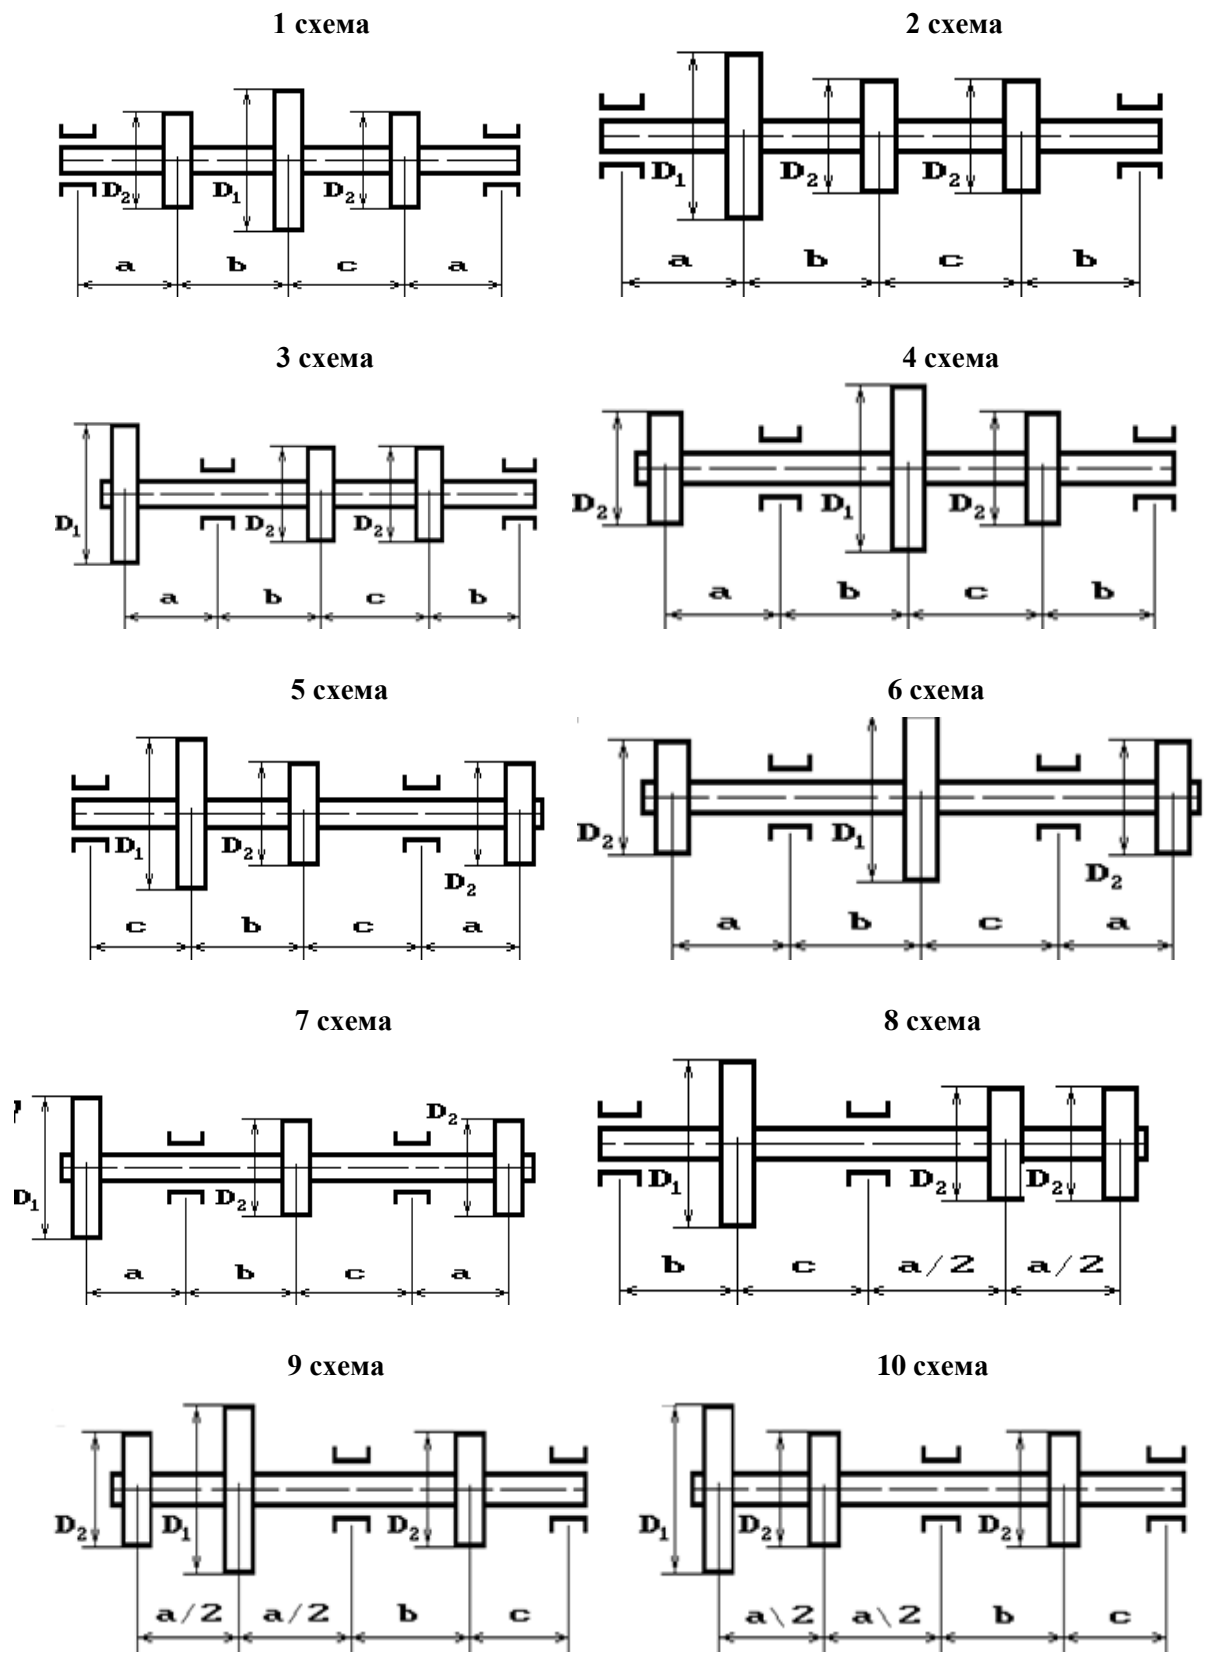 1 схема
2 схема
D₂ D₁ D₂
a b c a
D₁ D₂ D₂
a b c b
3 схема
4 схема
D₁ D₂ D₂
a b c b
D₂ D₁ D₂
a b c b
5 схема
6 схема
D₁ D₂ D₂
c b c a
D₂ D₁ D₂
a b c a
7 схема
8 схема
D₂
D₁ D₂
a b c a
D₁ D₂ D₂
b c a/2 a/2
9 схема
10 схема
D₂ D₁ D₂
a/2 a/2 b c
D₁ D₂ D₂
a\2 a\2 b c